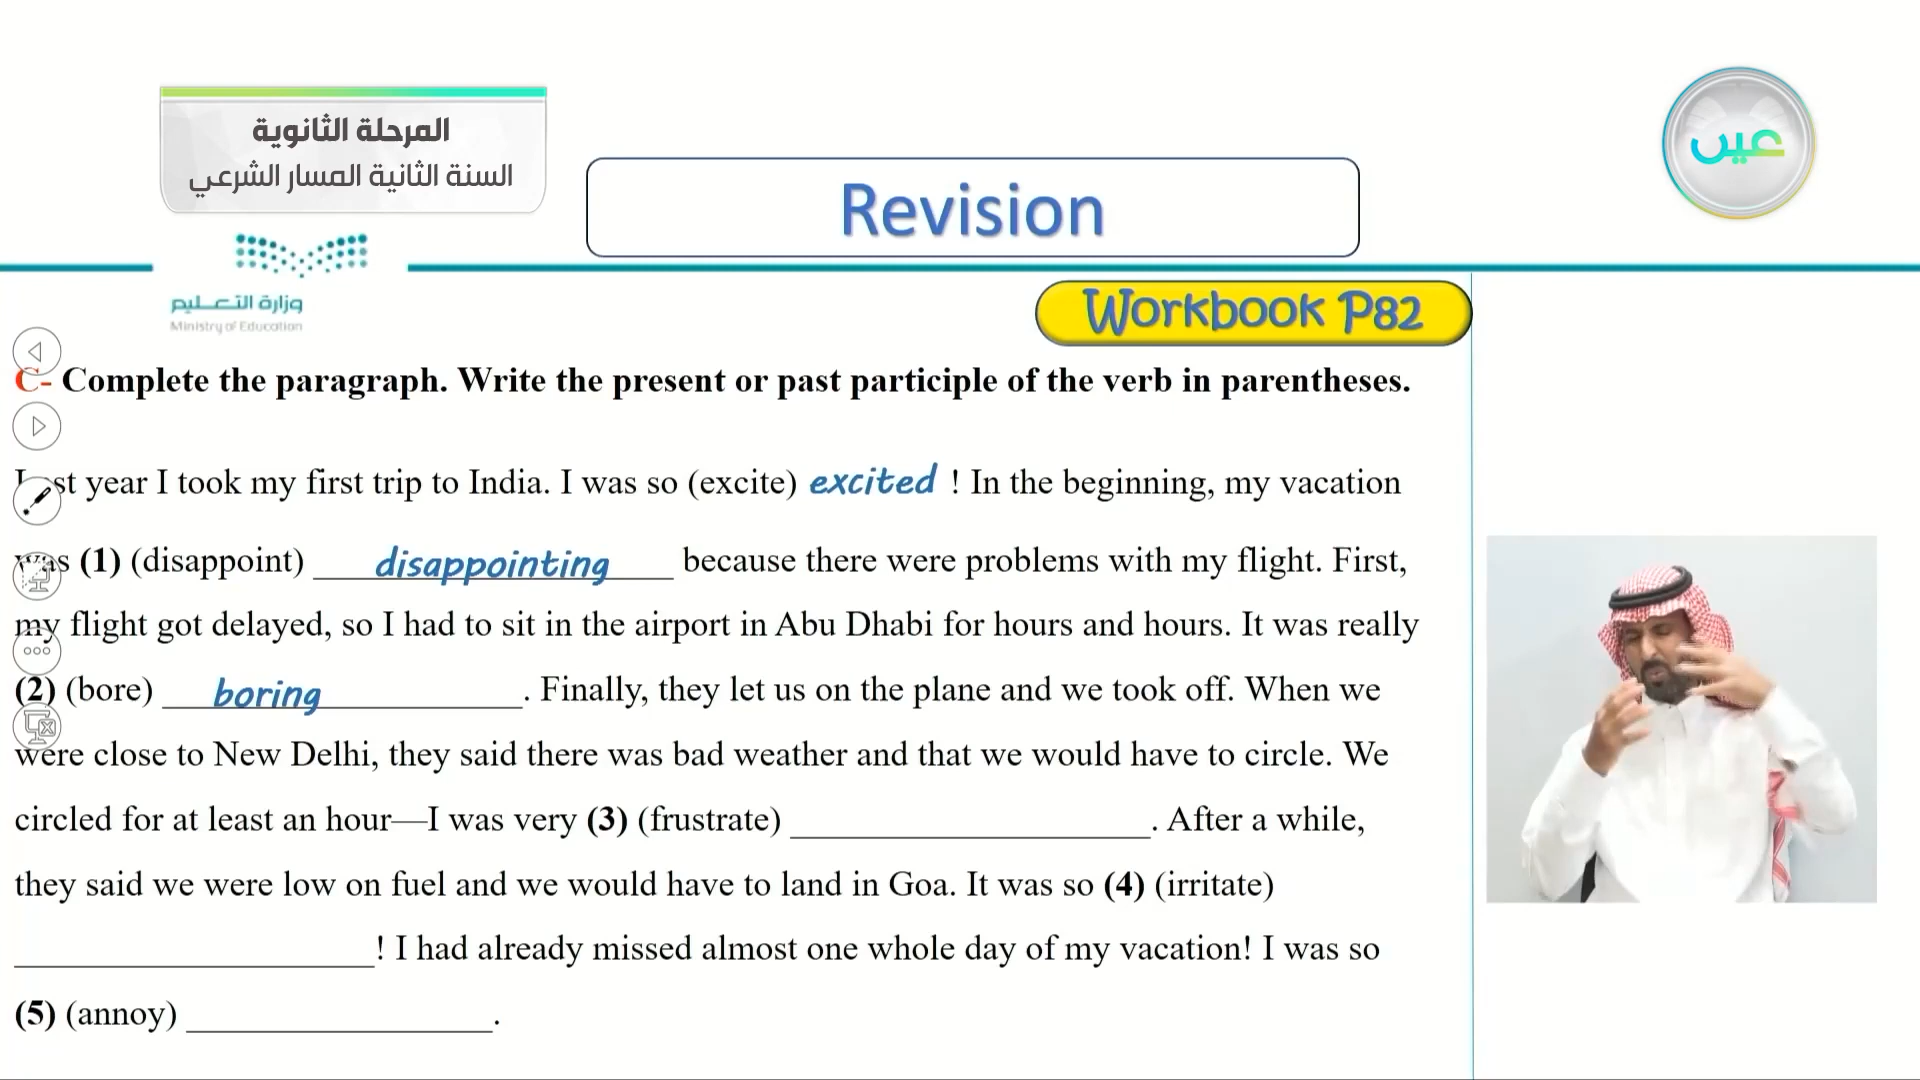 المرحلة الثانوية
السنة الثانية المسار الشرعي
عين
Revision
وزارة التعليم
Ministry of Education
Workbook P82
C- Complete the paragraph. Write the present or past participle of the verb in parentheses.
Last year I took my first trip to India. I was so (excite) excited ! In the beginning, my vacation
was (1) (disappoint) disappointing because there were problems with my flight. First,
my flight got delayed, so I had to sit in the airport in Abu Dhabi for hours and hours. It was really
(2) (bore) boring . Finally, they let us on the plane and we took off. When we
were close to New Delhi, they said there was bad weather and that we would have to circle. We
circled for at least an hour—I was very (3) (frustrate) ____________________. After a while,
they said we were low on fuel and we would have to land in Goa. It was so (4) (irritate)
____________________! I had already missed almost one whole day of my vacation! I was so
(5) (annoy) _________________.